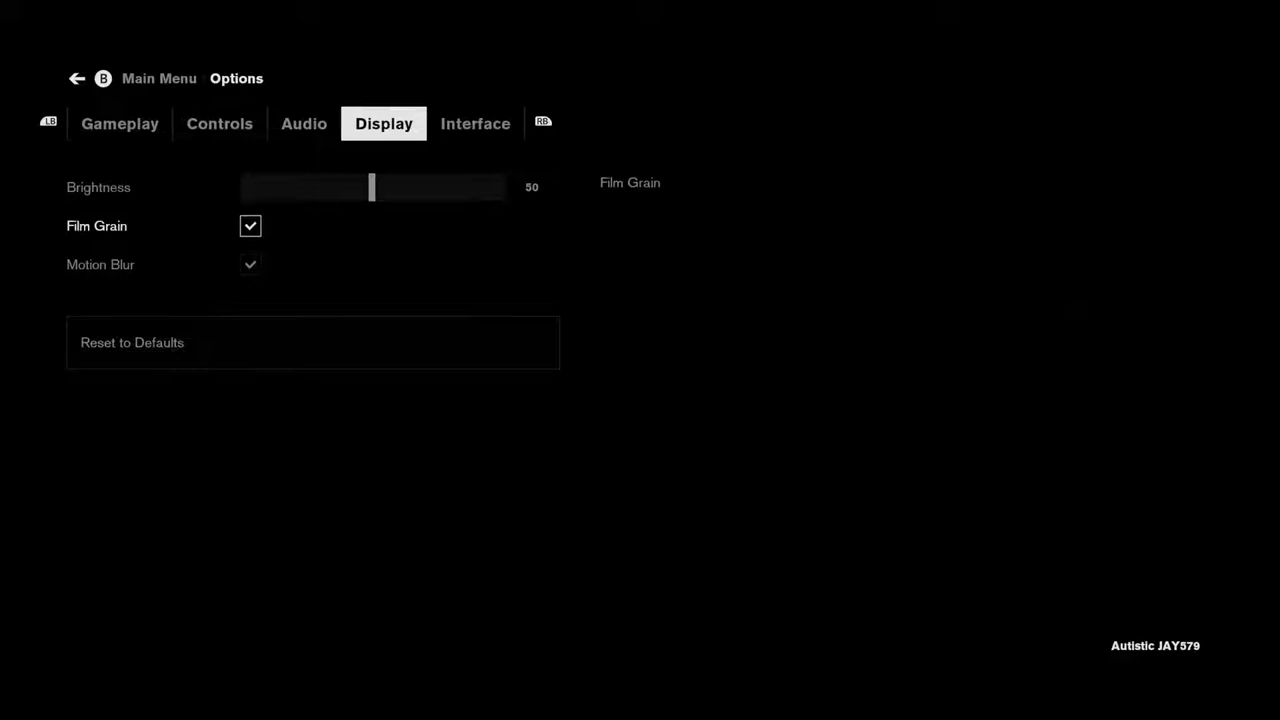 B Main Menu Options
LB Gameplay Controls Audio Display Interface RB
Brightness 50
Film Grain
Film Grain
Motion Blur
Reset to Defaults
Autistic JAY579